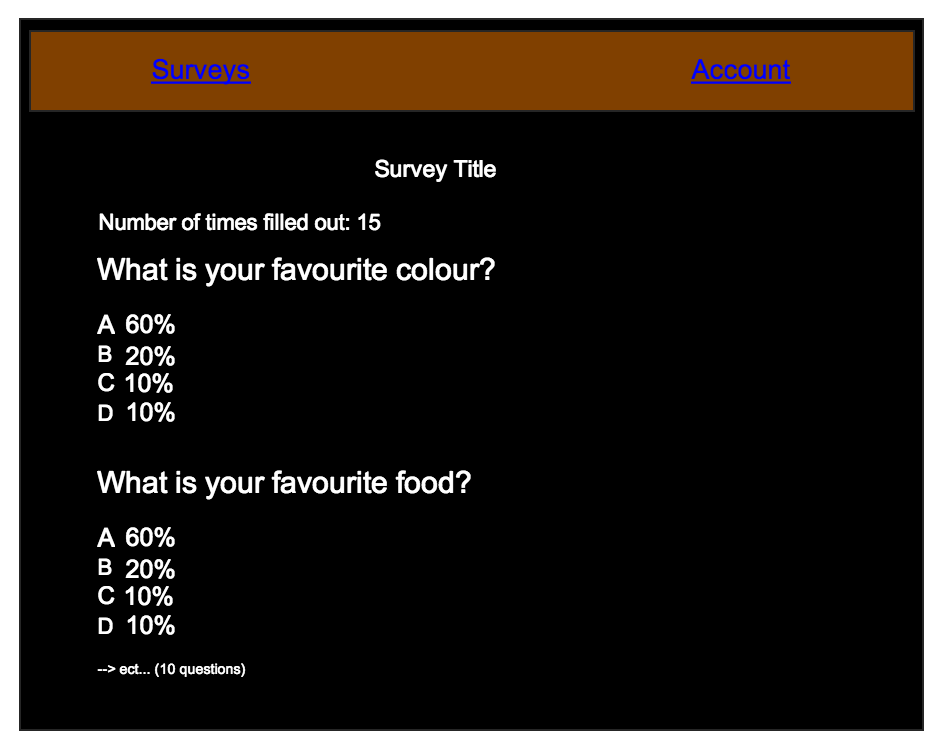 Surveys Account
Survey Title
Number of times filled out: 15
What is your favourite colour?
A 60%
B 20%
C 10%
D 10%
What is your favourite food?
A 60%
B 20%
C 10%
D 10%
--> ect... (10 questions)